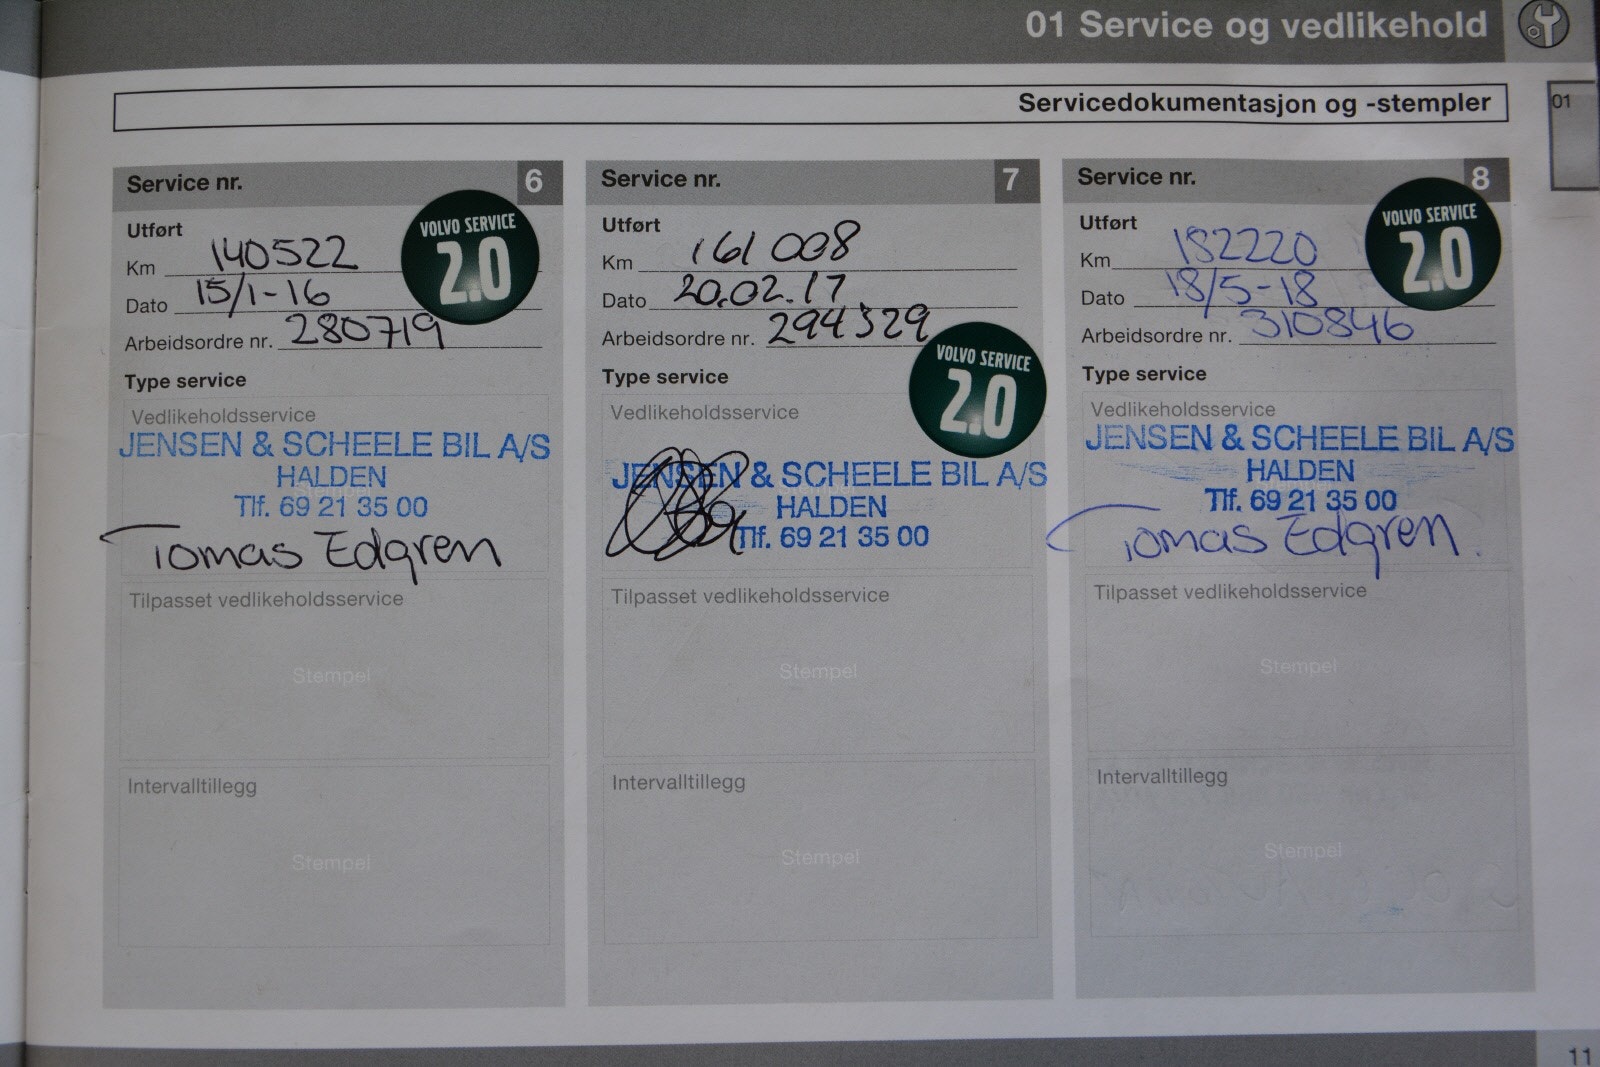 01 Service og vedlikehold
Servicedokumentasjon og -stempler
01
Service nr. 6
VOLVO SERVICE
2.0
Utført
Km 140522
Dato 15/1-16
Arbeidsordre nr. 280719
Type service
Vedlikeholdsservice
JENSEN & SCHEELE BIL A/S
HALDEN
Tlf. 69 21 35 00
Tomas Edgren
Tilpasset vedlikeholdsservice
Stempel
Intervalltillegg
Stempel
Service nr. 7
Utført
Km 161 008
Dato 20.02.17
Arbeidsordre nr. 294329
VOLVO SERVICE
2.0
Type service
Vedlikeholdsservice
JENSEN & SCHEELE BIL A/S
HALDEN
Tlf. 69 21 35 00
Tilpasset vedlikeholdsservice
Stempel
Intervalltillegg
Stempel
Service nr. 8
VOLVO SERVICE
2.0
Utført
Km 182220
Dato 18/5-18
Arbeidsordre nr. 310846
Type service
Vedlikeholdsservice
JENSEN & SCHEELE BIL A/S
HALDEN
Tlf. 69 21 35 00
Tomas Edgren.
Tilpasset vedlikeholdsservice
Stempel
Intervalltillegg
Stempel
11